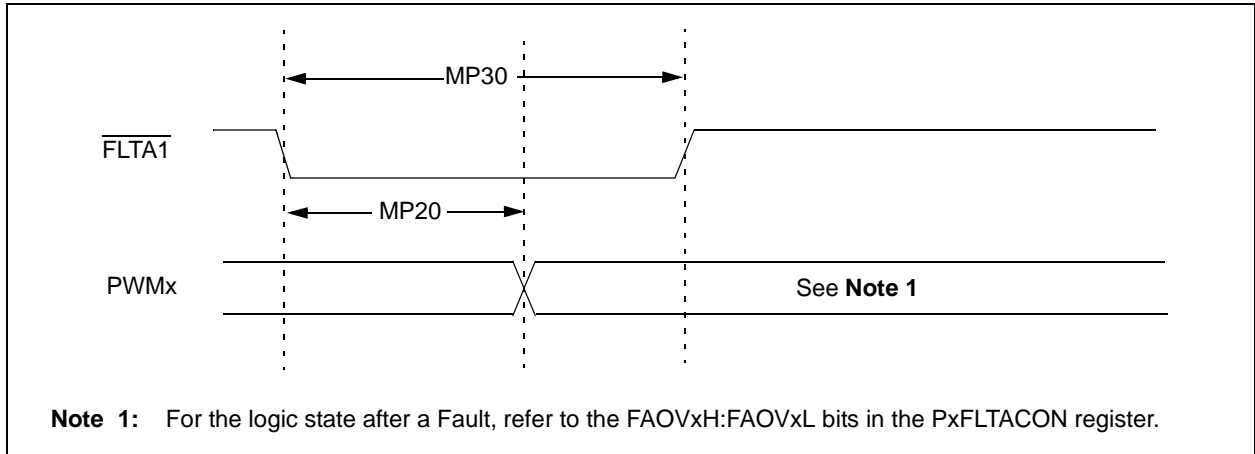 MP30
FLTA1
MP20
PWMx
See Note 1
Note 1: For the logic state after a Fault, refer to the FAOVxH:FAOVxL bits in the PxFLTACON register.